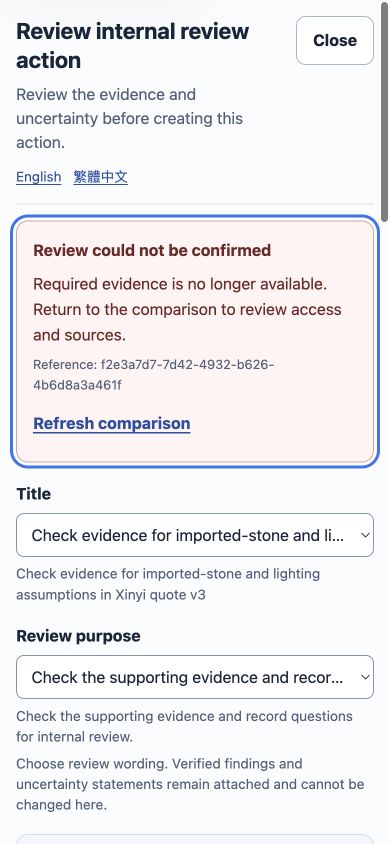 Review internal review
action
Close
Review the evidence and
uncertainty before creating this
action.
English 繁體中文
Review could not be confirmed
Required evidence is no longer available.
Return to the comparison to review access
and sources.
Reference: f2e3a7d7-7d42-4932-b626-
4b6d8a3a461f
Refresh comparison
Title
Check evidence for imported-stone and li...
Check evidence for imported-stone and lighting
assumptions in Xinyi quote v3
Review purpose
Check the supporting evidence and recor...
Check the supporting evidence and record questions
for internal review.
Choose review wording. Verified findings and
uncertainty statements remain attached and cannot be
changed here.